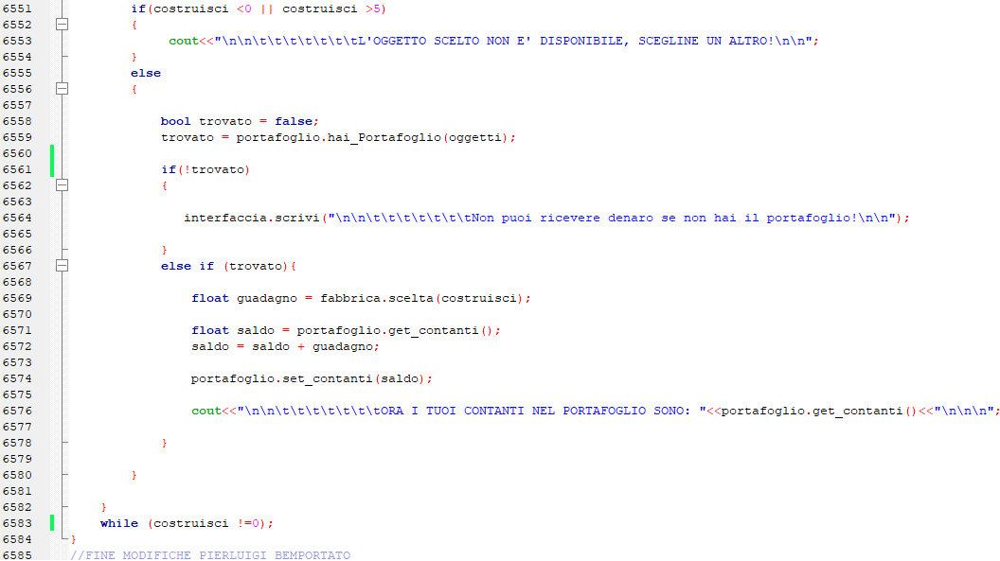 6551 if(costruisci <0 || costruisci >5)
6552 {
6553 cout<<"\n\n\t\t\t\t\t\t\tL'OGGETTO SCELTO NON E' DISPONIBILE, SCEGLINE UN ALTRO!\n\n";
6554 }
6555 else
6556 {
6557
6558 bool trovato = false;
6559 trovato = portafoglio.hai_Portafoglio(oggetti);
6560
6561 if(!trovato)
6562 {
6563
6564 interfaccia.scrivi("\n\n\t\t\t\t\t\t\tNon puoi ricevere denaro se non hai il portafoglio!\n\n");
6565
6566 }
6567 else if (trovato){
6568
6569 float guadagno = fabbrica.scelta(costruisci);
6570
6571 float saldo = portafoglio.get_contanti();
6572 saldo = saldo + guadagno;
6573
6574 portafoglio.set_contanti(saldo);
6575
6576 cout<<"\n\n\t\t\t\t\t\t\tORA I TUOI CONTANTI NEL PORTAFOGLIO SONO: "<<portafoglio.get_contanti()<<"\n\n\n";
6577
6578 }
6579
6580 }
6581
6582 }
6583 while (costruisci !=0);
6584 }
6585 //FINE MODIFICHE PIERLUIGI BEMPORTATO